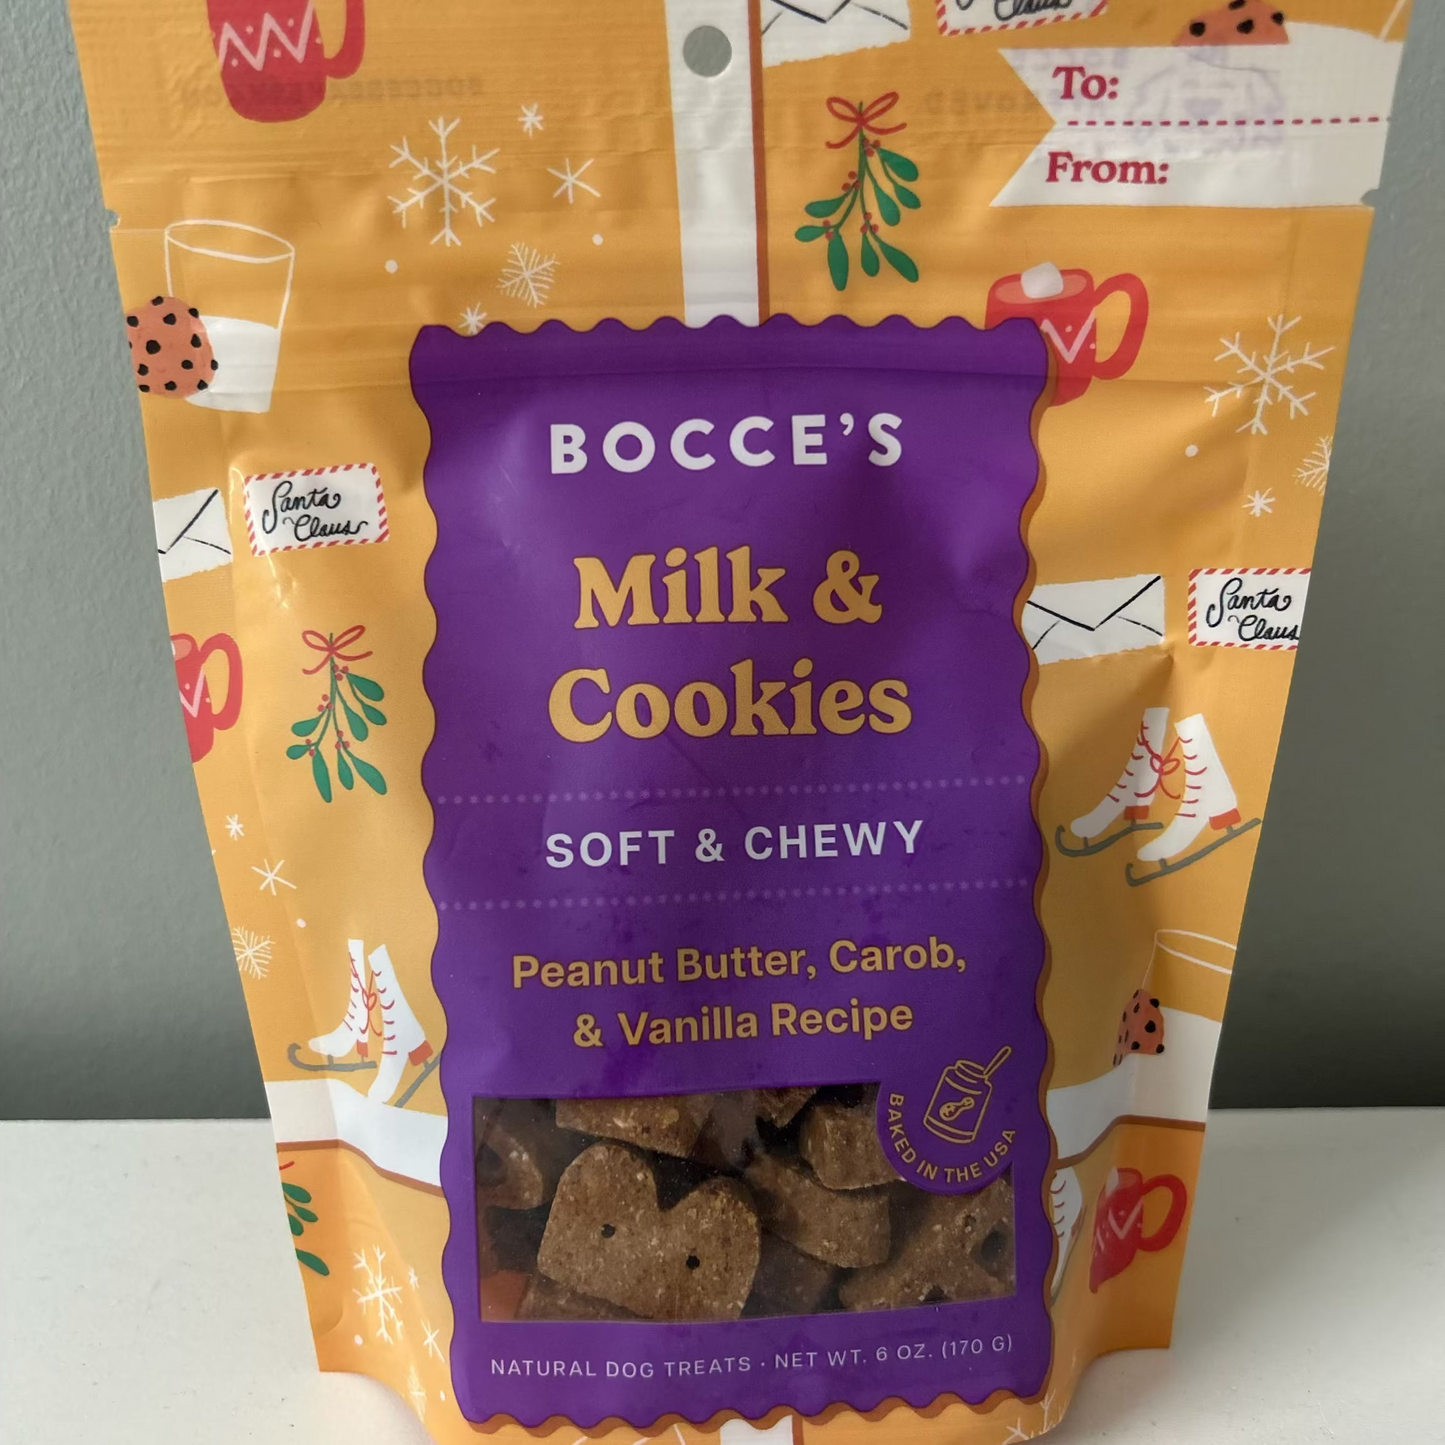 Claus
To:
From:
BOCCE'S
Santa
Claus
Milk &
Cookies
Santa
Claus
SOFT & CHEWY
Peanut Butter, Carob,
& Vanilla Recipe
BAKED IN THE USA
NATURAL DOG TREATS · NET WT. 6 OZ. (170 G)